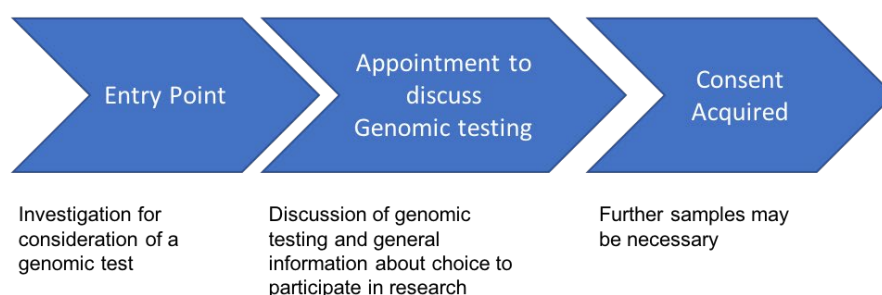 Entry Point
Appointment to
discuss
Genomic testing
Consent
Acquired
Investigation for
consideration of a
genomic test
Discussion of genomic
testing and general
information about choice to
participate in research
Further samples may
be necessary